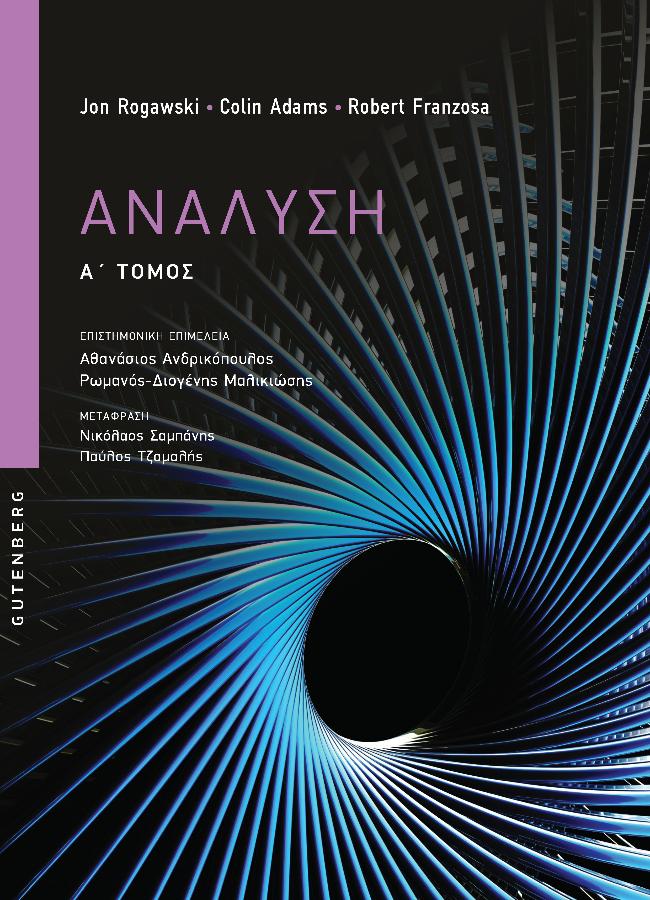 Jon Rogawski • Colin Adams • Robert Franzosa
ΑΝΑΛΥΣΗ
Α΄ ΤΟΜΟΣ
ΕΠΙΣΤΗΜΟΝΙΚΗ ΕΠΙΜΕΛΕΙΑ
Αθανάσιος Ανδρικόπουλος
Ρωμανός-Διογένης Μαλικιώσης
ΜΕΤΑΦΡΑΣΗ
Νικόλαος Σαμπάνης
Παύλος Τζαμαλής
GUTENBERG